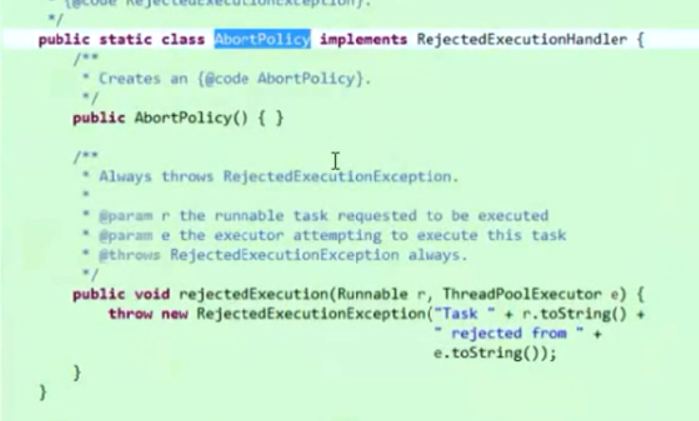 * {@code RejectedExecutionException}.
*/
public static class AbortPolicy implements RejectedExecutionHandler {
/**
* Creates an {@code AbortPolicy}.
*/
public AbortPolicy() { }
/**
* Always throws RejectedExecutionException.
*
* @param r the runnable task requested to be executed
* @param e the executor attempting to execute this task
* @throws RejectedExecutionException always.
*/
public void rejectedExecution(Runnable r, ThreadPoolExecutor e) {
throw new RejectedExecutionException("Task " + r.toString() +
" rejected from " +
e.toString());
}
}